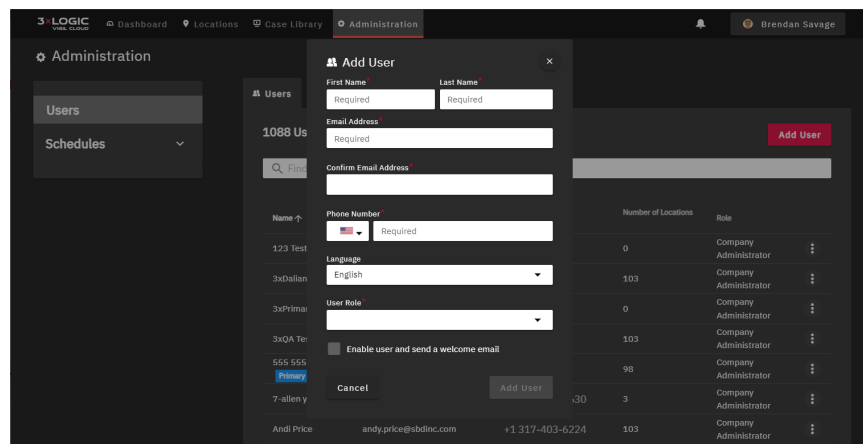 3×LOGIC
VIGIL CLOUD
Dashboard
Locations
Case Library
Administration
Brendan Savage
Administration
Users
Schedules
Users
1088 Us
Add User
Find
Name
Number of Locations
Role
123 Test
0
Company
Administrator
3xDalian
103
Company
Administrator
3xPrimar
0
Company
Administrator
3xQA Tes
103
Company
Administrator
555 555
Primary
98
Company
Administrator
7-allen y
3
Company
Administrator
Andi Price
andy.price@sbdinc.com
+1 317-403-6224
103
Company
Administrator
Add User
First Name*
Last Name*
Required
Required
Email Address*
Required
Confirm Email Address*
Phone Number*
Required
Language
English
User Role*
Enable user and send a welcome email
Cancel
Add User